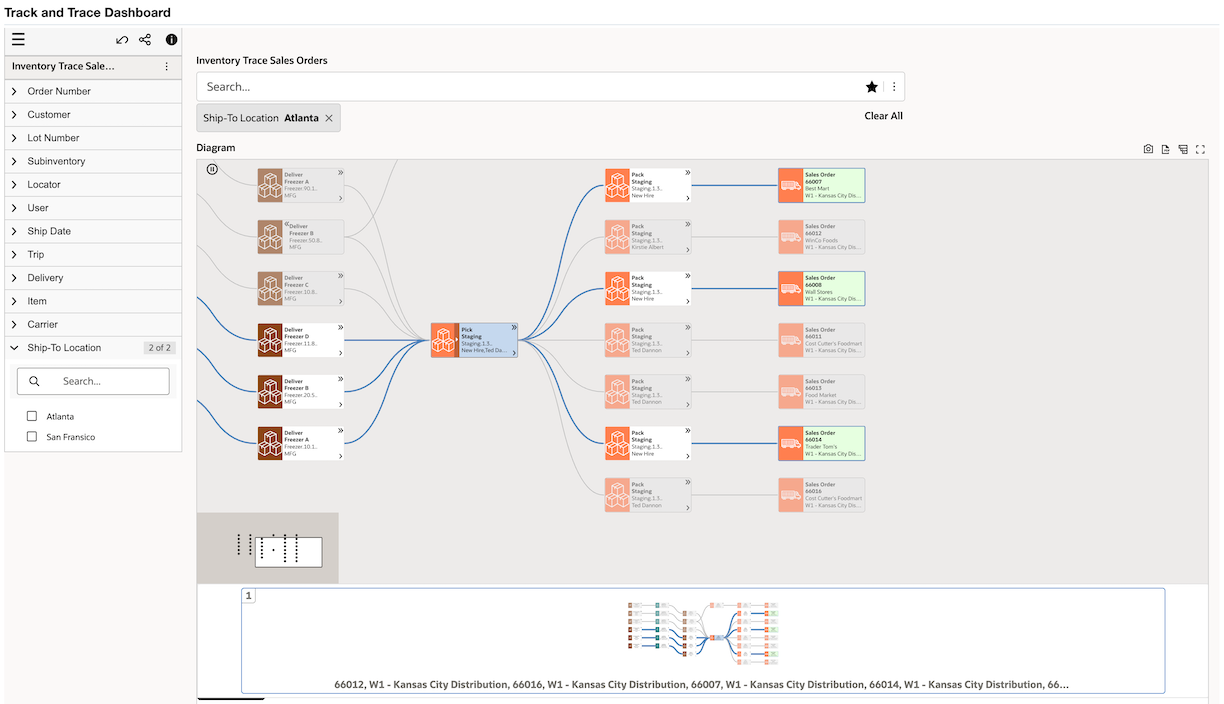 Track and Trace Dashboard
Inventory Trace Sale...
Order Number
Customer
Lot Number
Subinventory
Locator
User
Ship Date
Trip
Delivery
Item
Carrier
Ship-To Location 2 of 2
Search...
Atlanta
San Fransico
Inventory Trace Sales Orders
Search...
Ship-To Location Atlanta
Clear All
Diagram
Deliver
Freezer A
Freezer.90.1..
MFG
Deliver
Freezer B
Freezer.50.8..
MFG
Deliver
Freezer C
Freezer.10.8..
MFG
Deliver
Freezer D
Freezer.11.8..
MFG
Deliver
Freezer B
Freezer.20.5..
MFG
Deliver
Freezer A
Freezer.10.1..
MFG
Pick
Staging
Staging.1.3..
New Hire,Ted Da...
Pack
Staging
Staging.1.3..
New Hire
Pack
Staging
Staging.1.3..
Kirstie Albert
Pack
Staging
Staging.1.3..
New Hire
Pack
Staging
Staging.1.3..
Ted Dannon
Pack
Staging
Staging.1.3..
Ted Dannon
Pack
Staging
Staging.1.3..
New Hire
Pack
Staging
Staging.1.3..
Ted Dannon
Sales Order
66007
Best Mart
W1 - Kansas City Dis...
Sales Order
66012
WinCo Foods
W1 - Kansas City Dis...
Sales Order
66008
Wall Stores
W1 - Kansas City Dis...
Sales Order
66011
Cost Cutter's Foodmart
W1 - Kansas City Dis...
Sales Order
66013
Food Market
W1 - Kansas City Dis...
Sales Order
66014
Trader Tom's
W1 - Kansas City Dis...
Sales Order
66016
Cost Cutter's Foodmart
W1 - Kansas City Dis...
1
66012, W1 - Kansas City Distribution, 66016, W1 - Kansas City Distribution, 66007, W1 - Kansas City Distribution, 66014, W1 - Kansas City Distribution, 66...